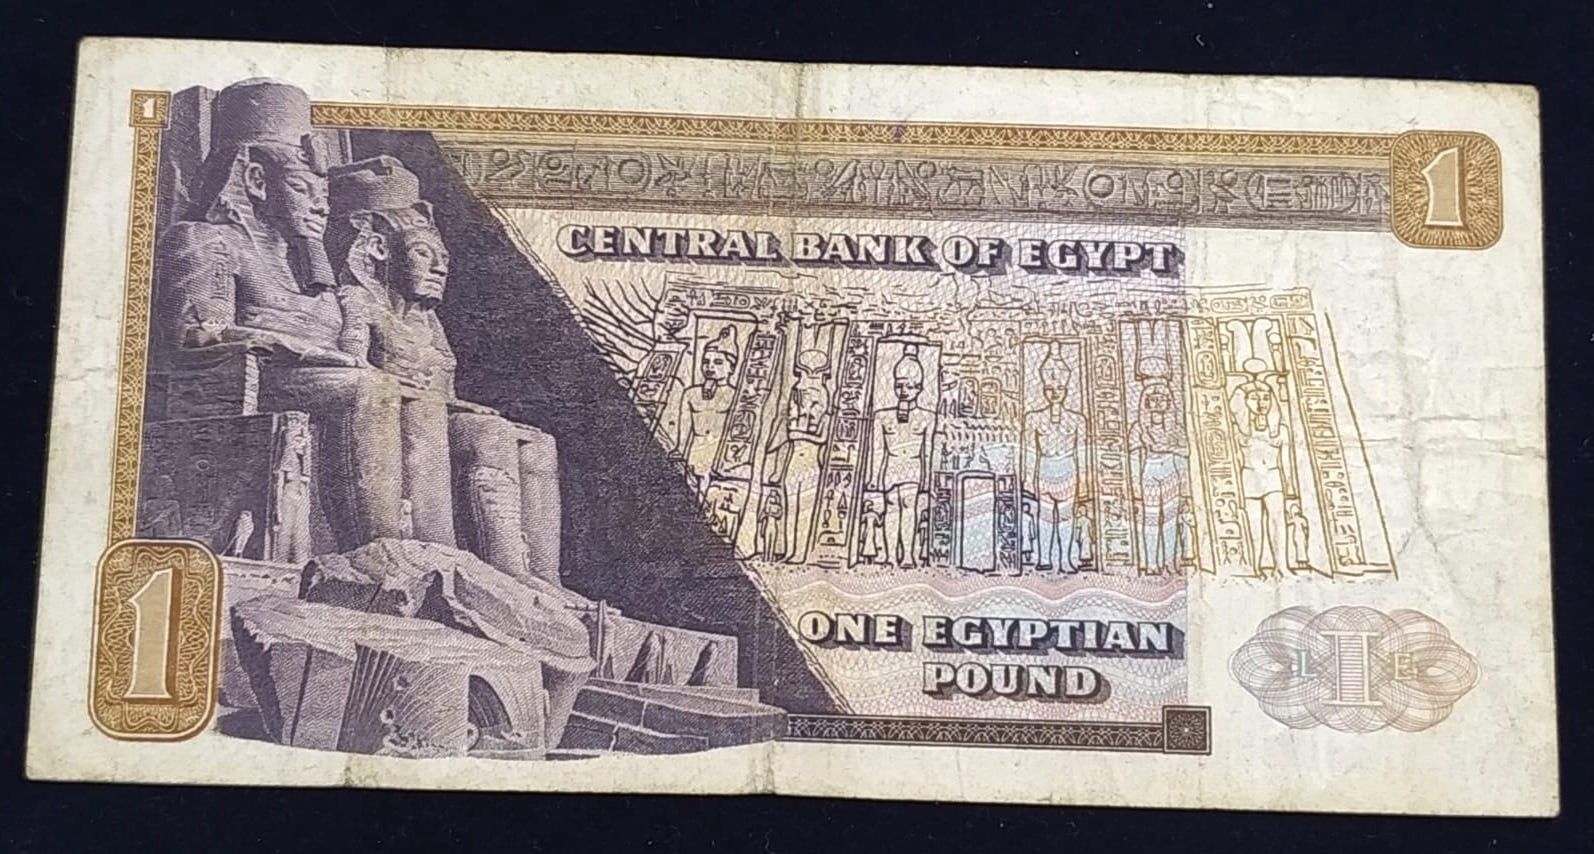 1
1
CENTRAL BANK OF EGYPT
ONE EGYPTIAN
POUND
L I E
1